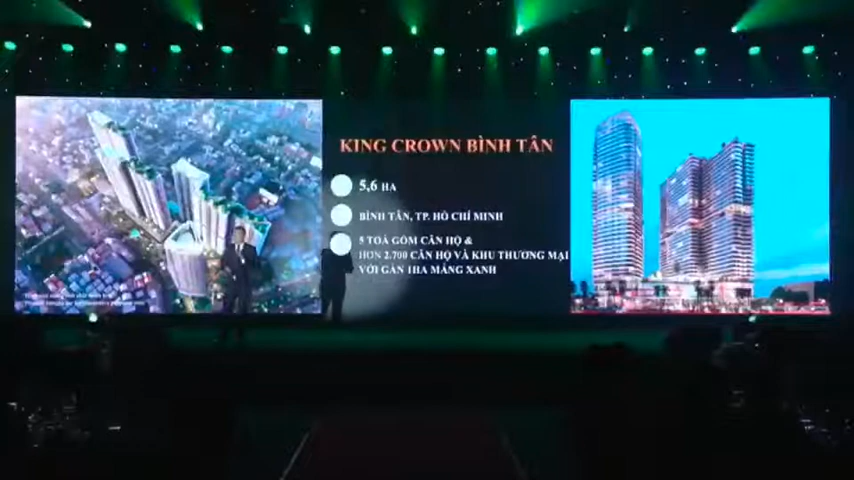 KING CROWN BÌNH TÂN
5,6 HA
BÌNH TÂN, TP. HỒ CHÍ MINH
5 TOÀ GỒM CĂN HỘ &
HƠN 2.700 CĂN HỘ VÀ KHU THƯƠNG MẠI
VỚI GẦN 1HA MẢNG XANH